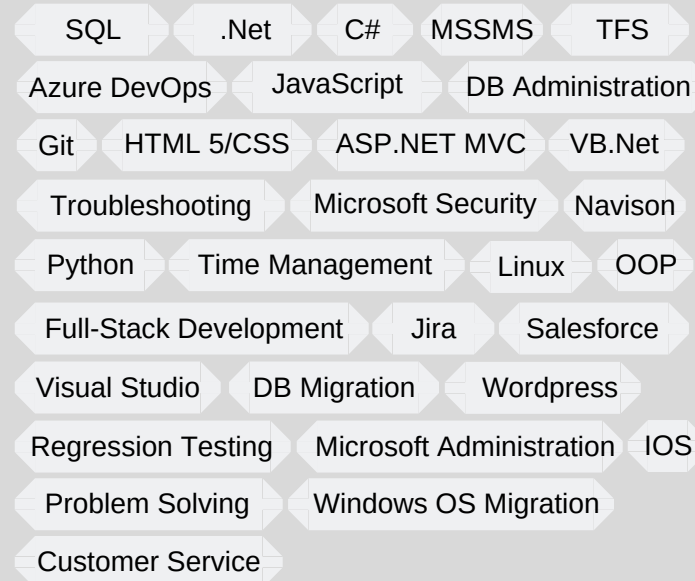 SQL .Net C# MSSMS TFS
Azure DevOps JavaScript DB Administration
Git HTML 5/CSS ASP.NET MVC VB.Net
Troubleshooting Microsoft Security Navison
Python Time Management Linux OOP
Full-Stack Development Jira Salesforce
Visual Studio DB Migration Wordpress
Regression Testing Microsoft Administration IOS
Problem Solving Windows OS Migration
Customer Service